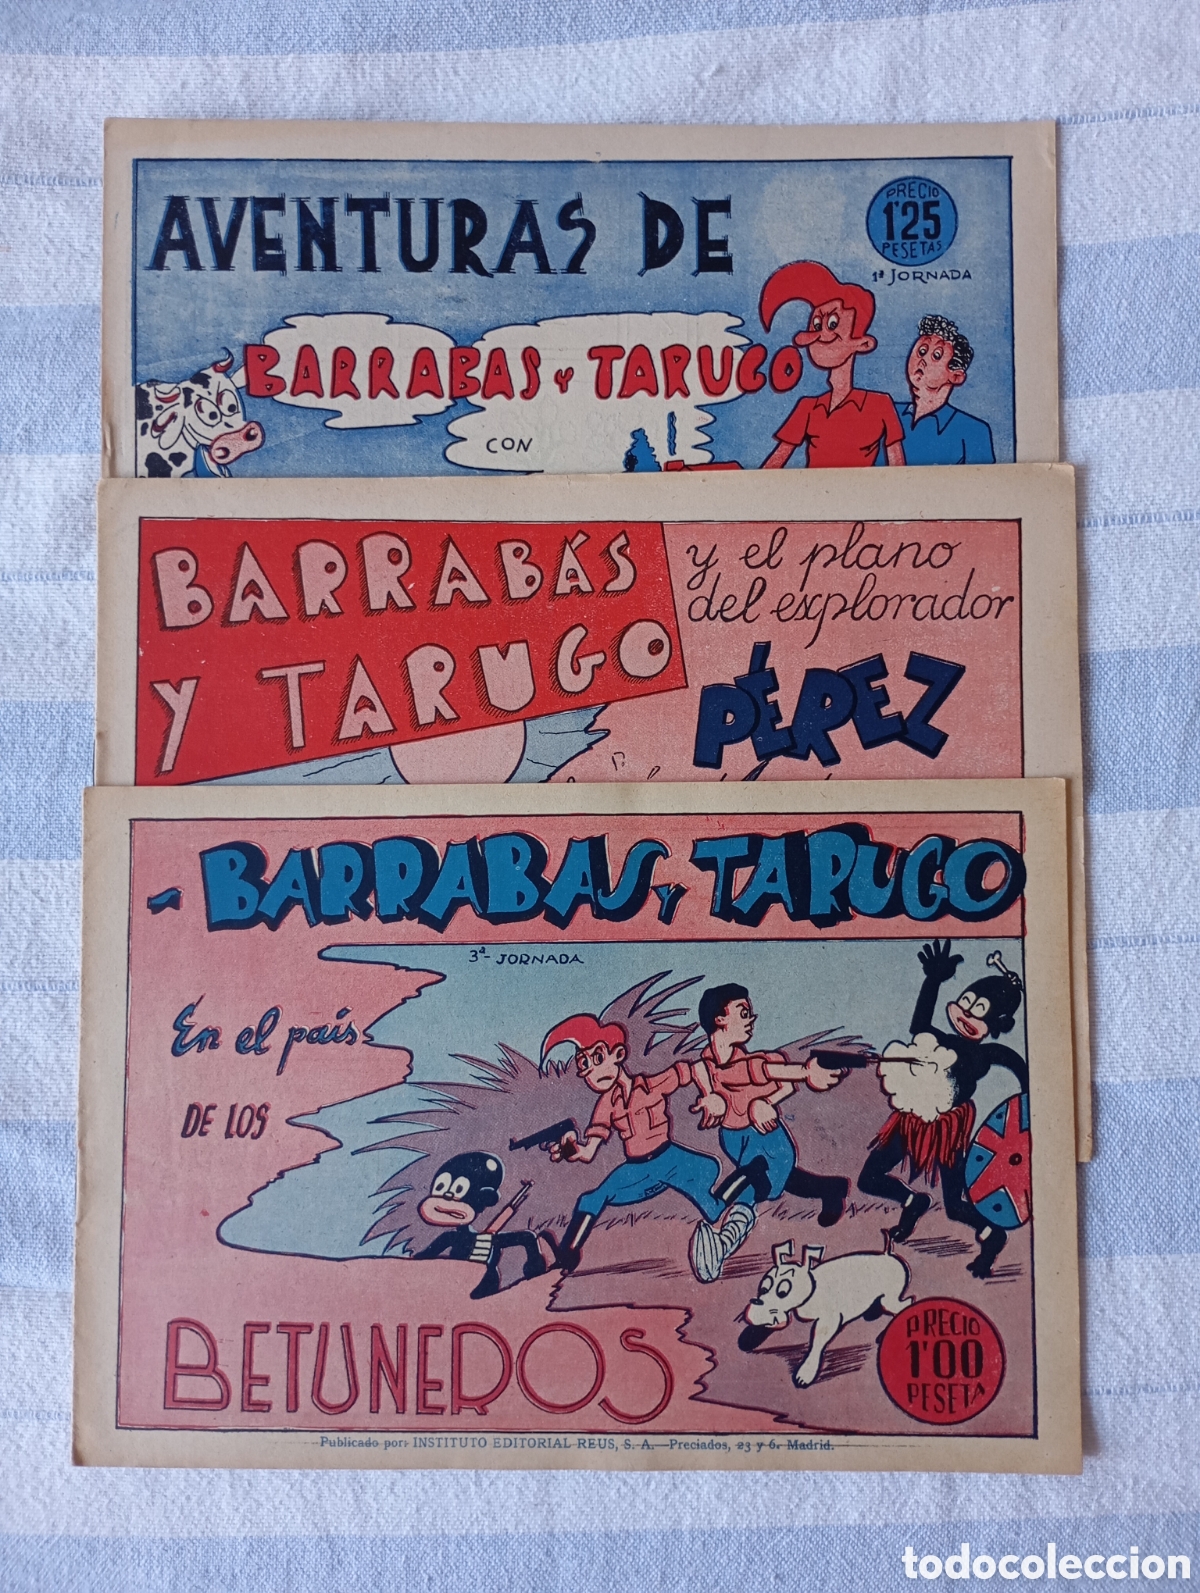 AVENTURAS DE
PRECIO
1'25
PESETAS
1ª JORNADA
BARRABAS Y TARUGO
CON
BARRABÁS
Y TARUGO
y el plano
del explorador
PÉREZ
- BARRABAS Y TARUGO
3ª- JORNADA
En el país
DE LOS
BETUNEROS
PRECIO
1'00
PESETA
Publicado por: INSTITUTO EDITORIAL REUS, S. A.—Preciados, 23 y 6. Madrid.
todocoleccion